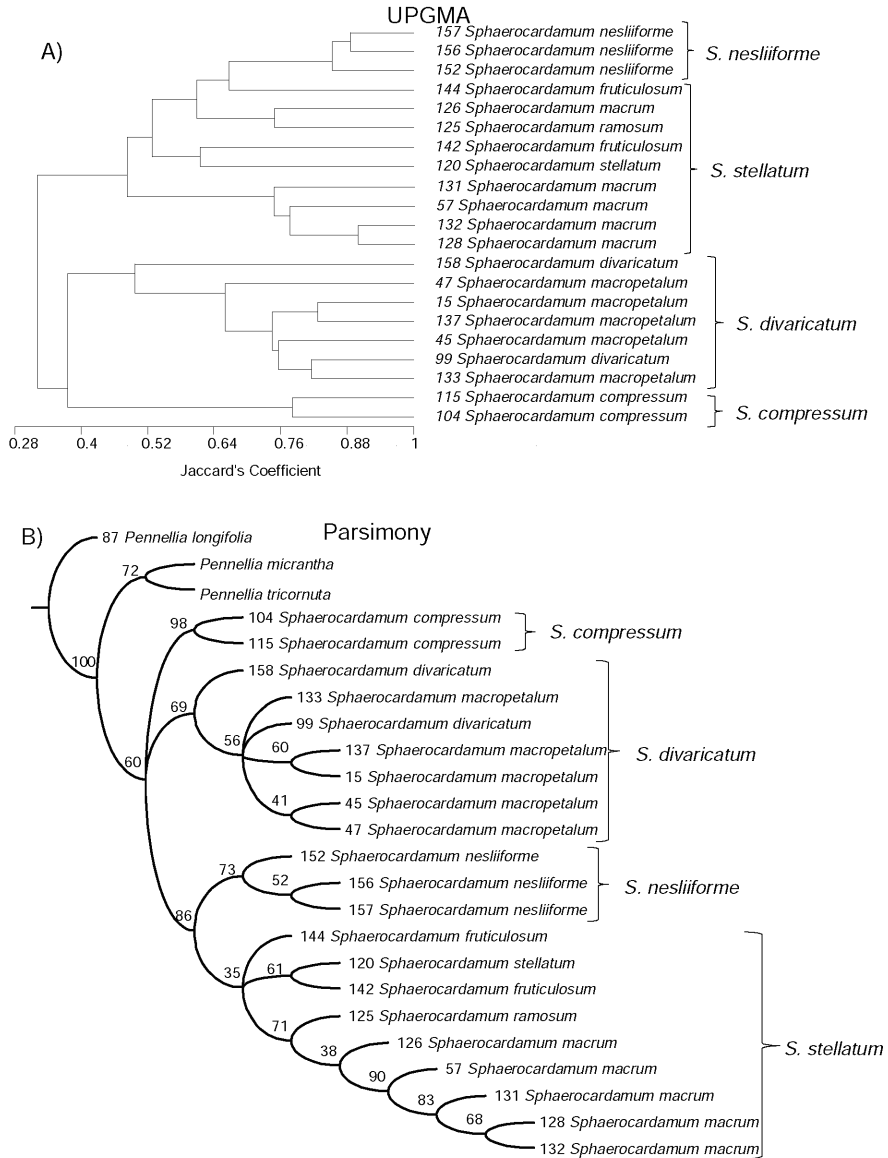 UPGMA
A)
157 Sphaerocardamum nesliiforme
156 Sphaerocardamum nesliiforme
152 Sphaerocardamum nesliiforme
S. nesliiforme
144 Sphaerocardamum fruticulosum
126 Sphaerocardamum macrum
125 Sphaerocardamum ramosum
142 Sphaerocardamum fruticulosum
120 Sphaerocardamum stellatum
131 Sphaerocardamum macrum
57 Sphaerocardamum macrum
132 Sphaerocardamum macrum
128 Sphaerocardamum macrum
S. stellatum
158 Sphaerocardamum divaricatum
47 Sphaerocardamum macropetalum
15 Sphaerocardamum macropetalum
137 Sphaerocardamum macropetalum
45 Sphaerocardamum macropetalum
99 Sphaerocardamum divaricatum
133 Sphaerocardamum macropetalum
S. divaricatum
115 Sphaerocardamum compressum
104 Sphaerocardamum compressum
S. compressum
0.28 0.4 0.52 0.64 0.76 0.88 1
Jaccard's Coefficient
B)
Parsimony
87 Pennellia longifolia
72
Pennellia micrantha
Pennellia tricornuta
100
98
104 Sphaerocardamum compressum
115 Sphaerocardamum compressum
S. compressum
60
69
158 Sphaerocardamum divaricatum
56
133 Sphaerocardamum macropetalum
99 Sphaerocardamum divaricatum
60
137 Sphaerocardamum macropetalum
15 Sphaerocardamum macropetalum
41
45 Sphaerocardamum macropetalum
47 Sphaerocardamum macropetalum
S. divaricatum
86
73
152 Sphaerocardamum nesliiforme
52
156 Sphaerocardamum nesliiforme
157 Sphaerocardamum nesliiforme
S. nesliiforme
35
144 Sphaerocardamum fruticulosum
61
120 Sphaerocardamum stellatum
142 Sphaerocardamum fruticulosum
71
125 Sphaerocardamum ramosum
38
126 Sphaerocardamum macrum
90
57 Sphaerocardamum macrum
83
131 Sphaerocardamum macrum
68
128 Sphaerocardamum macrum
132 Sphaerocardamum macrum
S. stellatum